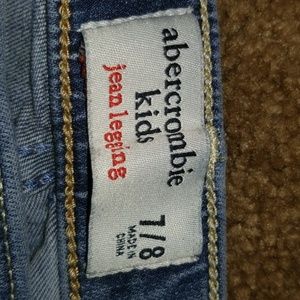 abercrombie
kids
jean legging
7/8
MADE IN
CHINA